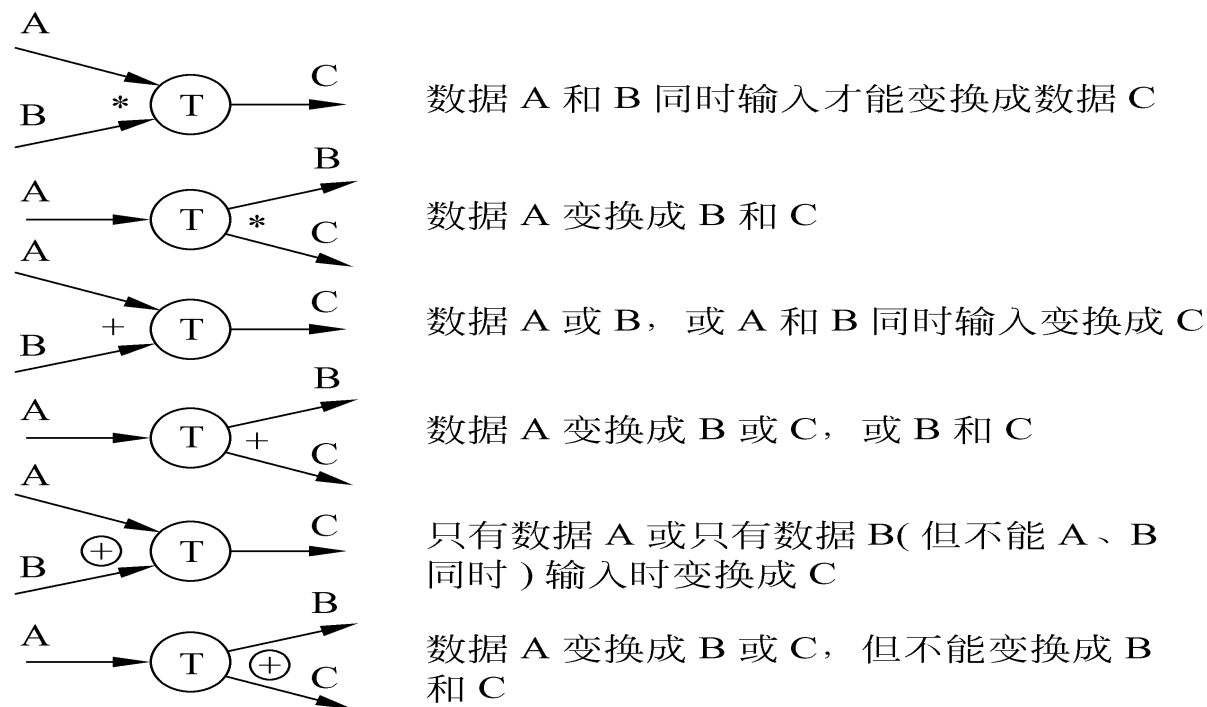 A
B
*
T
C
数据 A 和 B 同时输入才能变换成数据 C
A
T
*
B
C
数据 A 变换成 B 和 C
A
B
+
T
C
数据 A 或 B，或 A 和 B 同时输入变换成 C
A
T
+
B
C
数据 A 变换成 B 或 C，或 B 和 C
A
B
+
T
C
只有数据 A 或只有数据 B( 但不能 A、B
同时 ) 输入时变换成 C
A
T
+
B
C
数据 A 变换成 B 或 C，但不能变换成 B
和 C